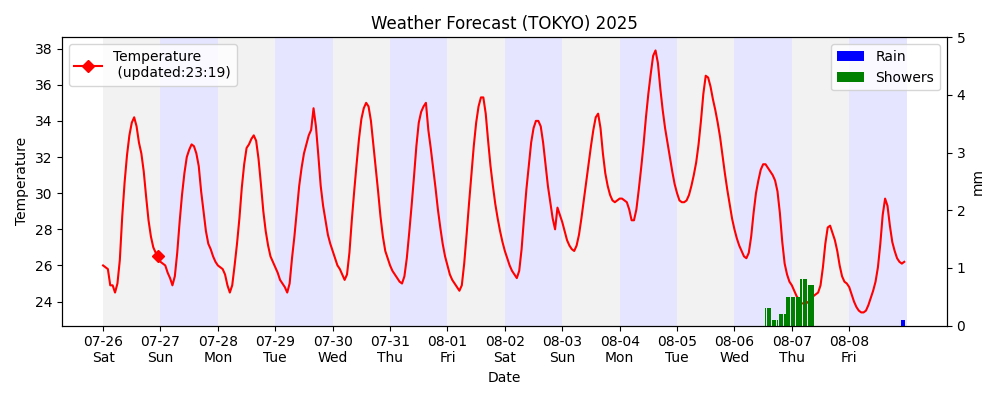 Weather Forecast (TOKYO) 2025
Temperature
(updated:23:19)
Rain
Showers
Temperature
38
36
34
32
30
28
26
24
5
4
3
2
1
0
mm
07-26 07-27 07-28 07-29 07-30 07-31 08-01 08-02 08-03 08-04 08-05 08-06 08-07 08-08
Sat Sun Mon Tue Wed Thu Fri Sat Sun Mon Tue Wed Thu Fri
Date